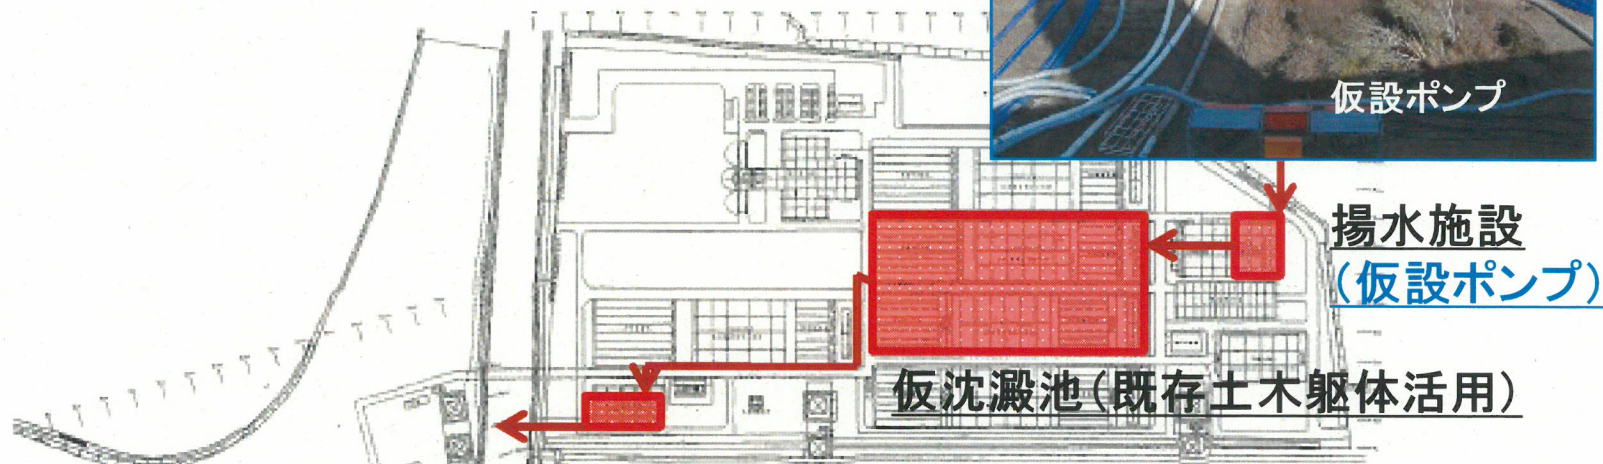 仮設ポンプ
揚水施設
（仮設ポンプ）
仮沈澱池（既存土木躯体活用）